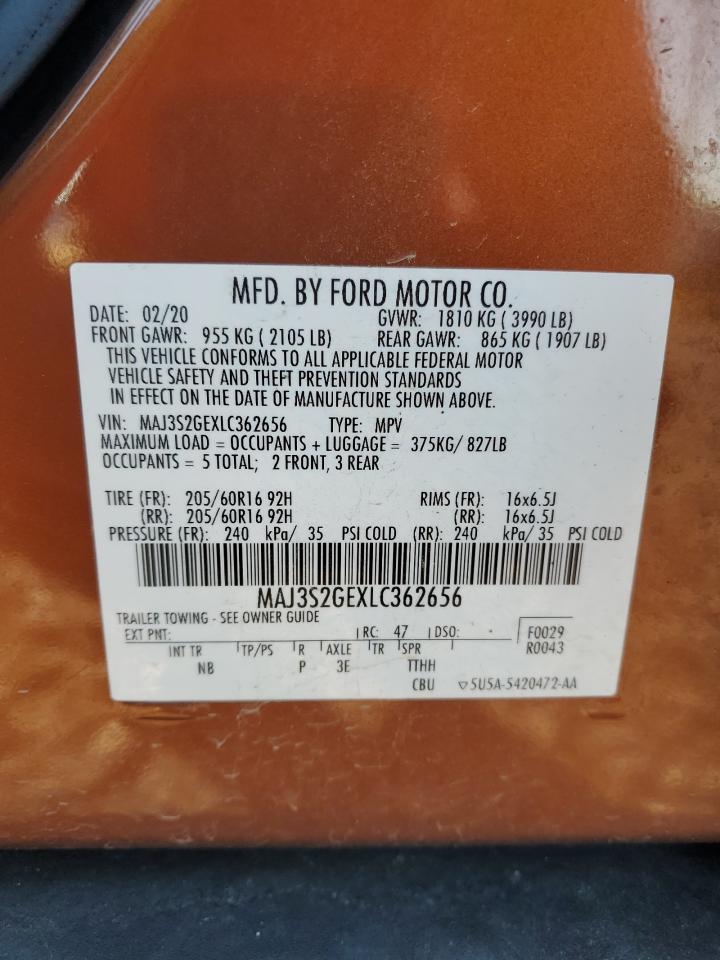 MFD. BY FORD MOTOR CO.
DATE: 02/20 GVWR: 1810 KG ( 3990 LB)
FRONT GAWR: 955 KG ( 2105 LB) REAR GAWR: 865 KG ( 1907 LB)
THIS VEHICLE CONFORMS TO ALL APPLICABLE FEDERAL MOTOR
VEHICLE SAFETY AND THEFT PREVENTION STANDARDS
IN EFFECT ON THE DATE OF MANUFACTURE SHOWN ABOVE.
VIN: MAJ3S2GEXLC362656 TYPE: MPV
MAXIMUM LOAD = OCCUPANTS + LUGGAGE = 375KG/ 827LB
OCCUPANTS = 5 TOTAL; 2 FRONT, 3 REAR
TIRE (FR): 205/60R16 92H RIMS (FR): 16x6.5J
(RR): 205/60R16 92H (RR): 16x6.5J
PRESSURE (FR): 240 kPa/ 35 PSI COLD (RR): 240 kPa/ 35 PSI COLD
MAJ3S2GEXLC362656
TRAILER TOWING - SEE OWNER GUIDE
EXT PNT: RC: 47 DSO: F0029
INT TR TP/PS R AXLE TR SPR R0043
NB P 3E TTHH
CBU ▽5U5A-5420472-AA